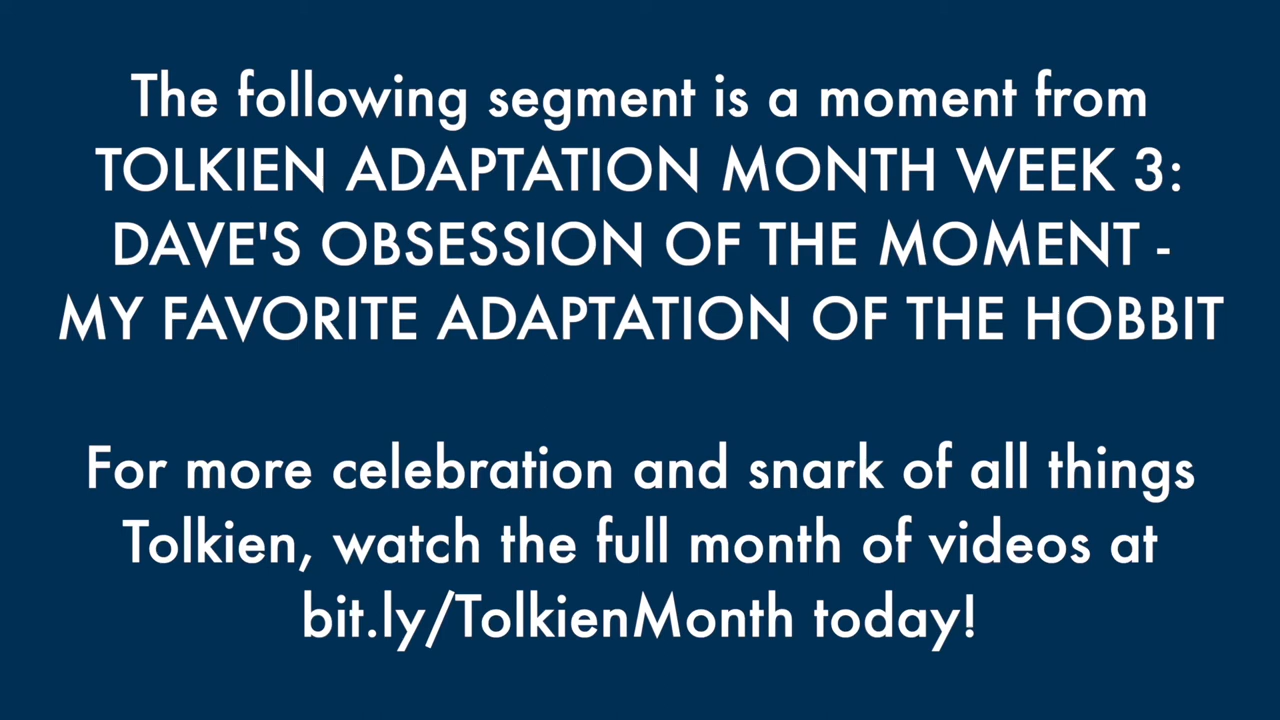 The following segment is a moment from
TOLKIEN ADAPTATION MONTH WEEK 3:
DAVE'S OBSESSION OF THE MOMENT -
MY FAVORITE ADAPTATION OF THE HOBBIT
For more celebration and snark of all things
Tolkien, watch the full month of videos at
bit.ly/TolkienMonth today!